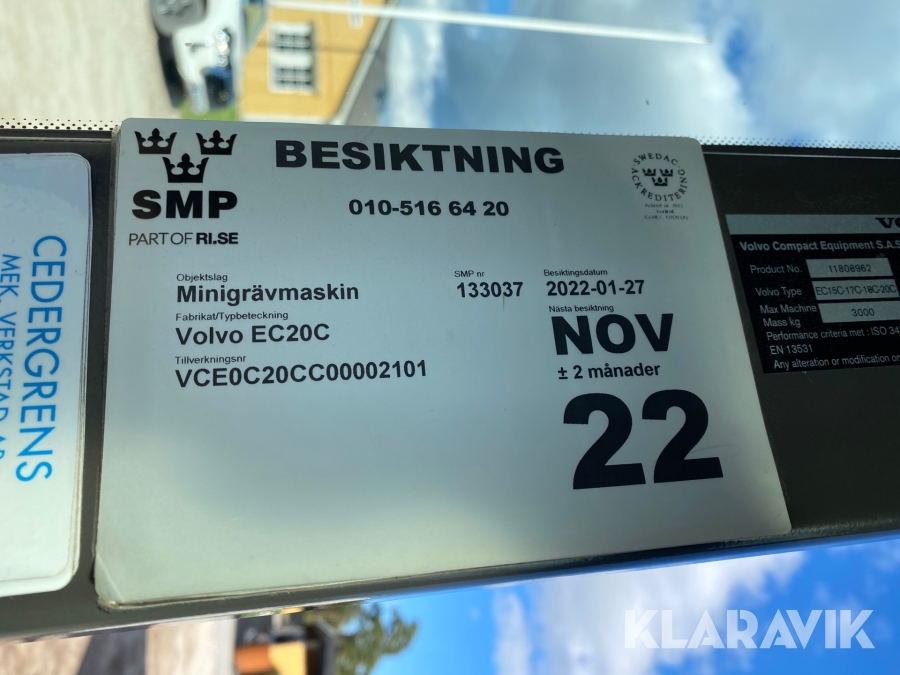 BESIKTNING
SMP
PART OF RI.SE
010-516 64 20
SWEDAC
ACKREDITERING
Objektslag
Minigrävmaskin
SMP nr
133037
Besiktingsdatum
2022-01-27
Fabrikat/Typbeteckning
Volvo EC20C
Nästa besiktning
NOV
± 2 månader
22
Tillverkningsnr
VCE0C20CC00002101
CEDERGRENS
MEK. VERKSTAD AB
Volvo Compact Equipment S.A.S
Product No. 11808962
Volvo Type EC15C-17C-18C-20C
Max Machine 3000
Mass kg
Performance criteria met : ISO
EN 13531
Any alteration or modification
KLARAVIK